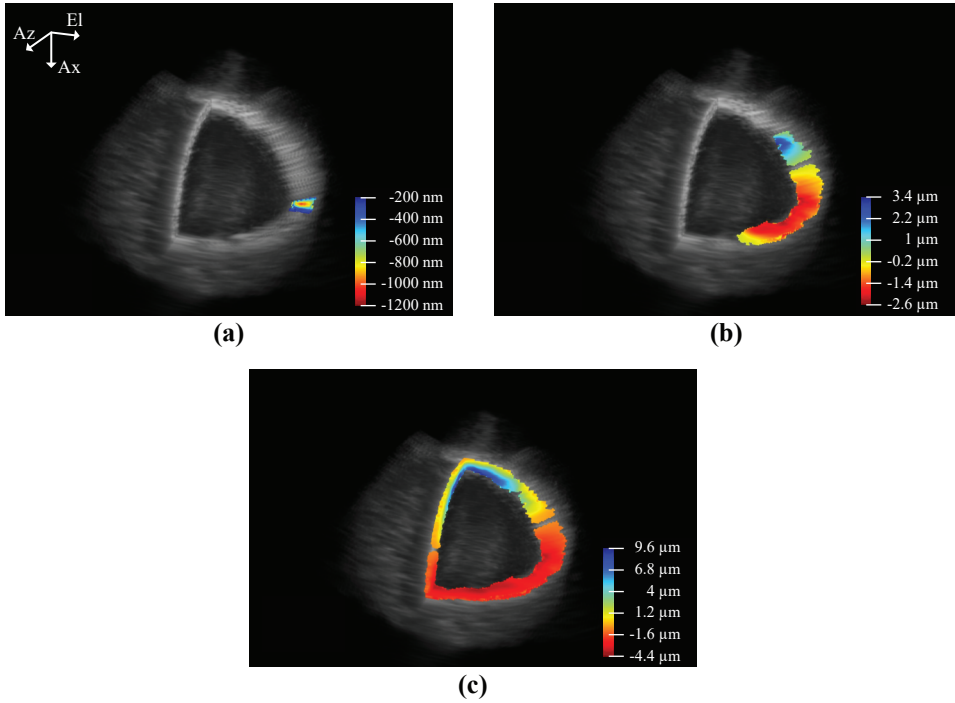 El
Az
Ax
-200 nm
-400 nm
-600 nm
-800 nm
-1000 nm
-1200 nm
(a)
3.4 µm
2.2 µm
1 µm
-0.2 µm
-1.4 µm
-2.6 µm
(b)
9.6 µm
6.8 µm
4 µm
1.2 µm
-1.6 µm
-4.4 µm
(c)